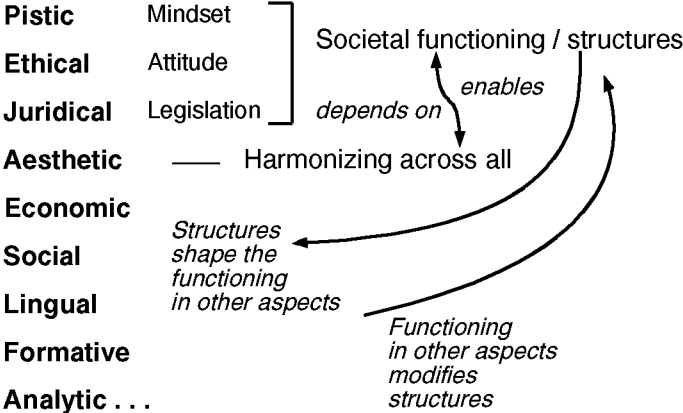 Pistic Mindset
Societal functioning / structures
Ethical Attitude
enables
Juridical Legislation
depends on
Aesthetic — Harmonizing across all
Economic
Structures
Social
shape the
functioning
Lingual
in other aspects
Functioning
Formative
in other aspects
modifies
Analytic . . .
structures